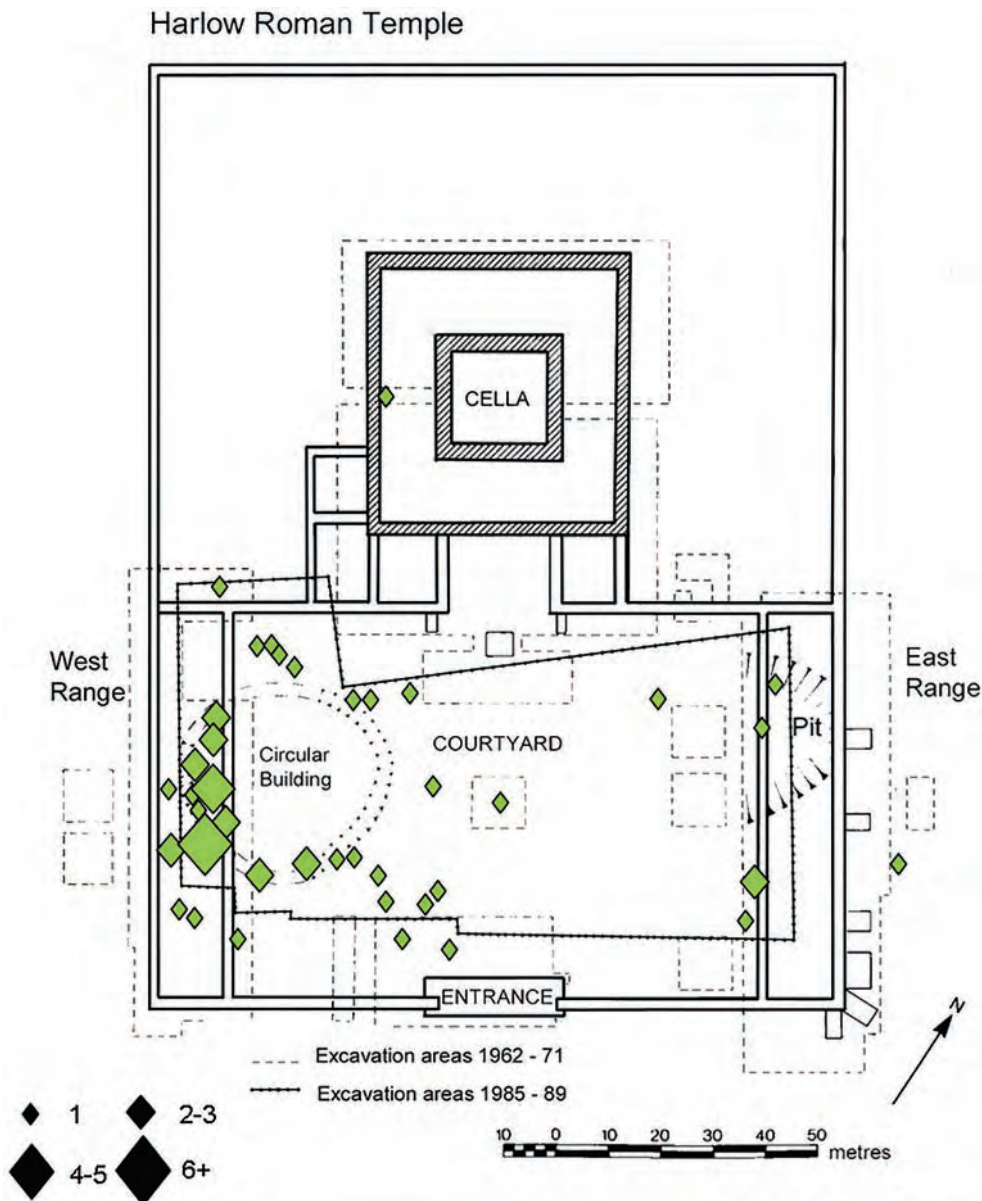 Harlow Roman Temple
CELLA
West
Range
East
Range
Circular
Building
COURTYARD
Pit
ENTRANCE
N
Excavation areas 1962 - 71
Excavation areas 1985 - 89
1
2-3
4-5
6+
10 0 10 20 30 40 50
metres